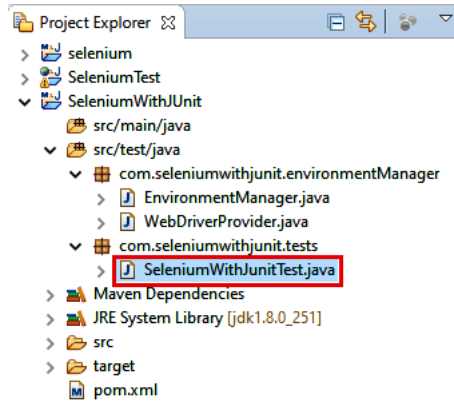 Project Explorer
selenium
SeleniumTest
SeleniumWithJUnit
src/main/java
src/test/java
com.seleniumwithjunit.environmentManager
EnvironmentManager.java
WebDriverProvider.java
com.seleniumwithjunit.tests
SeleniumWithJunitTest.java
Maven Dependencies
JRE System Library [jdk1.8.0_251]
src
target
pom.xml